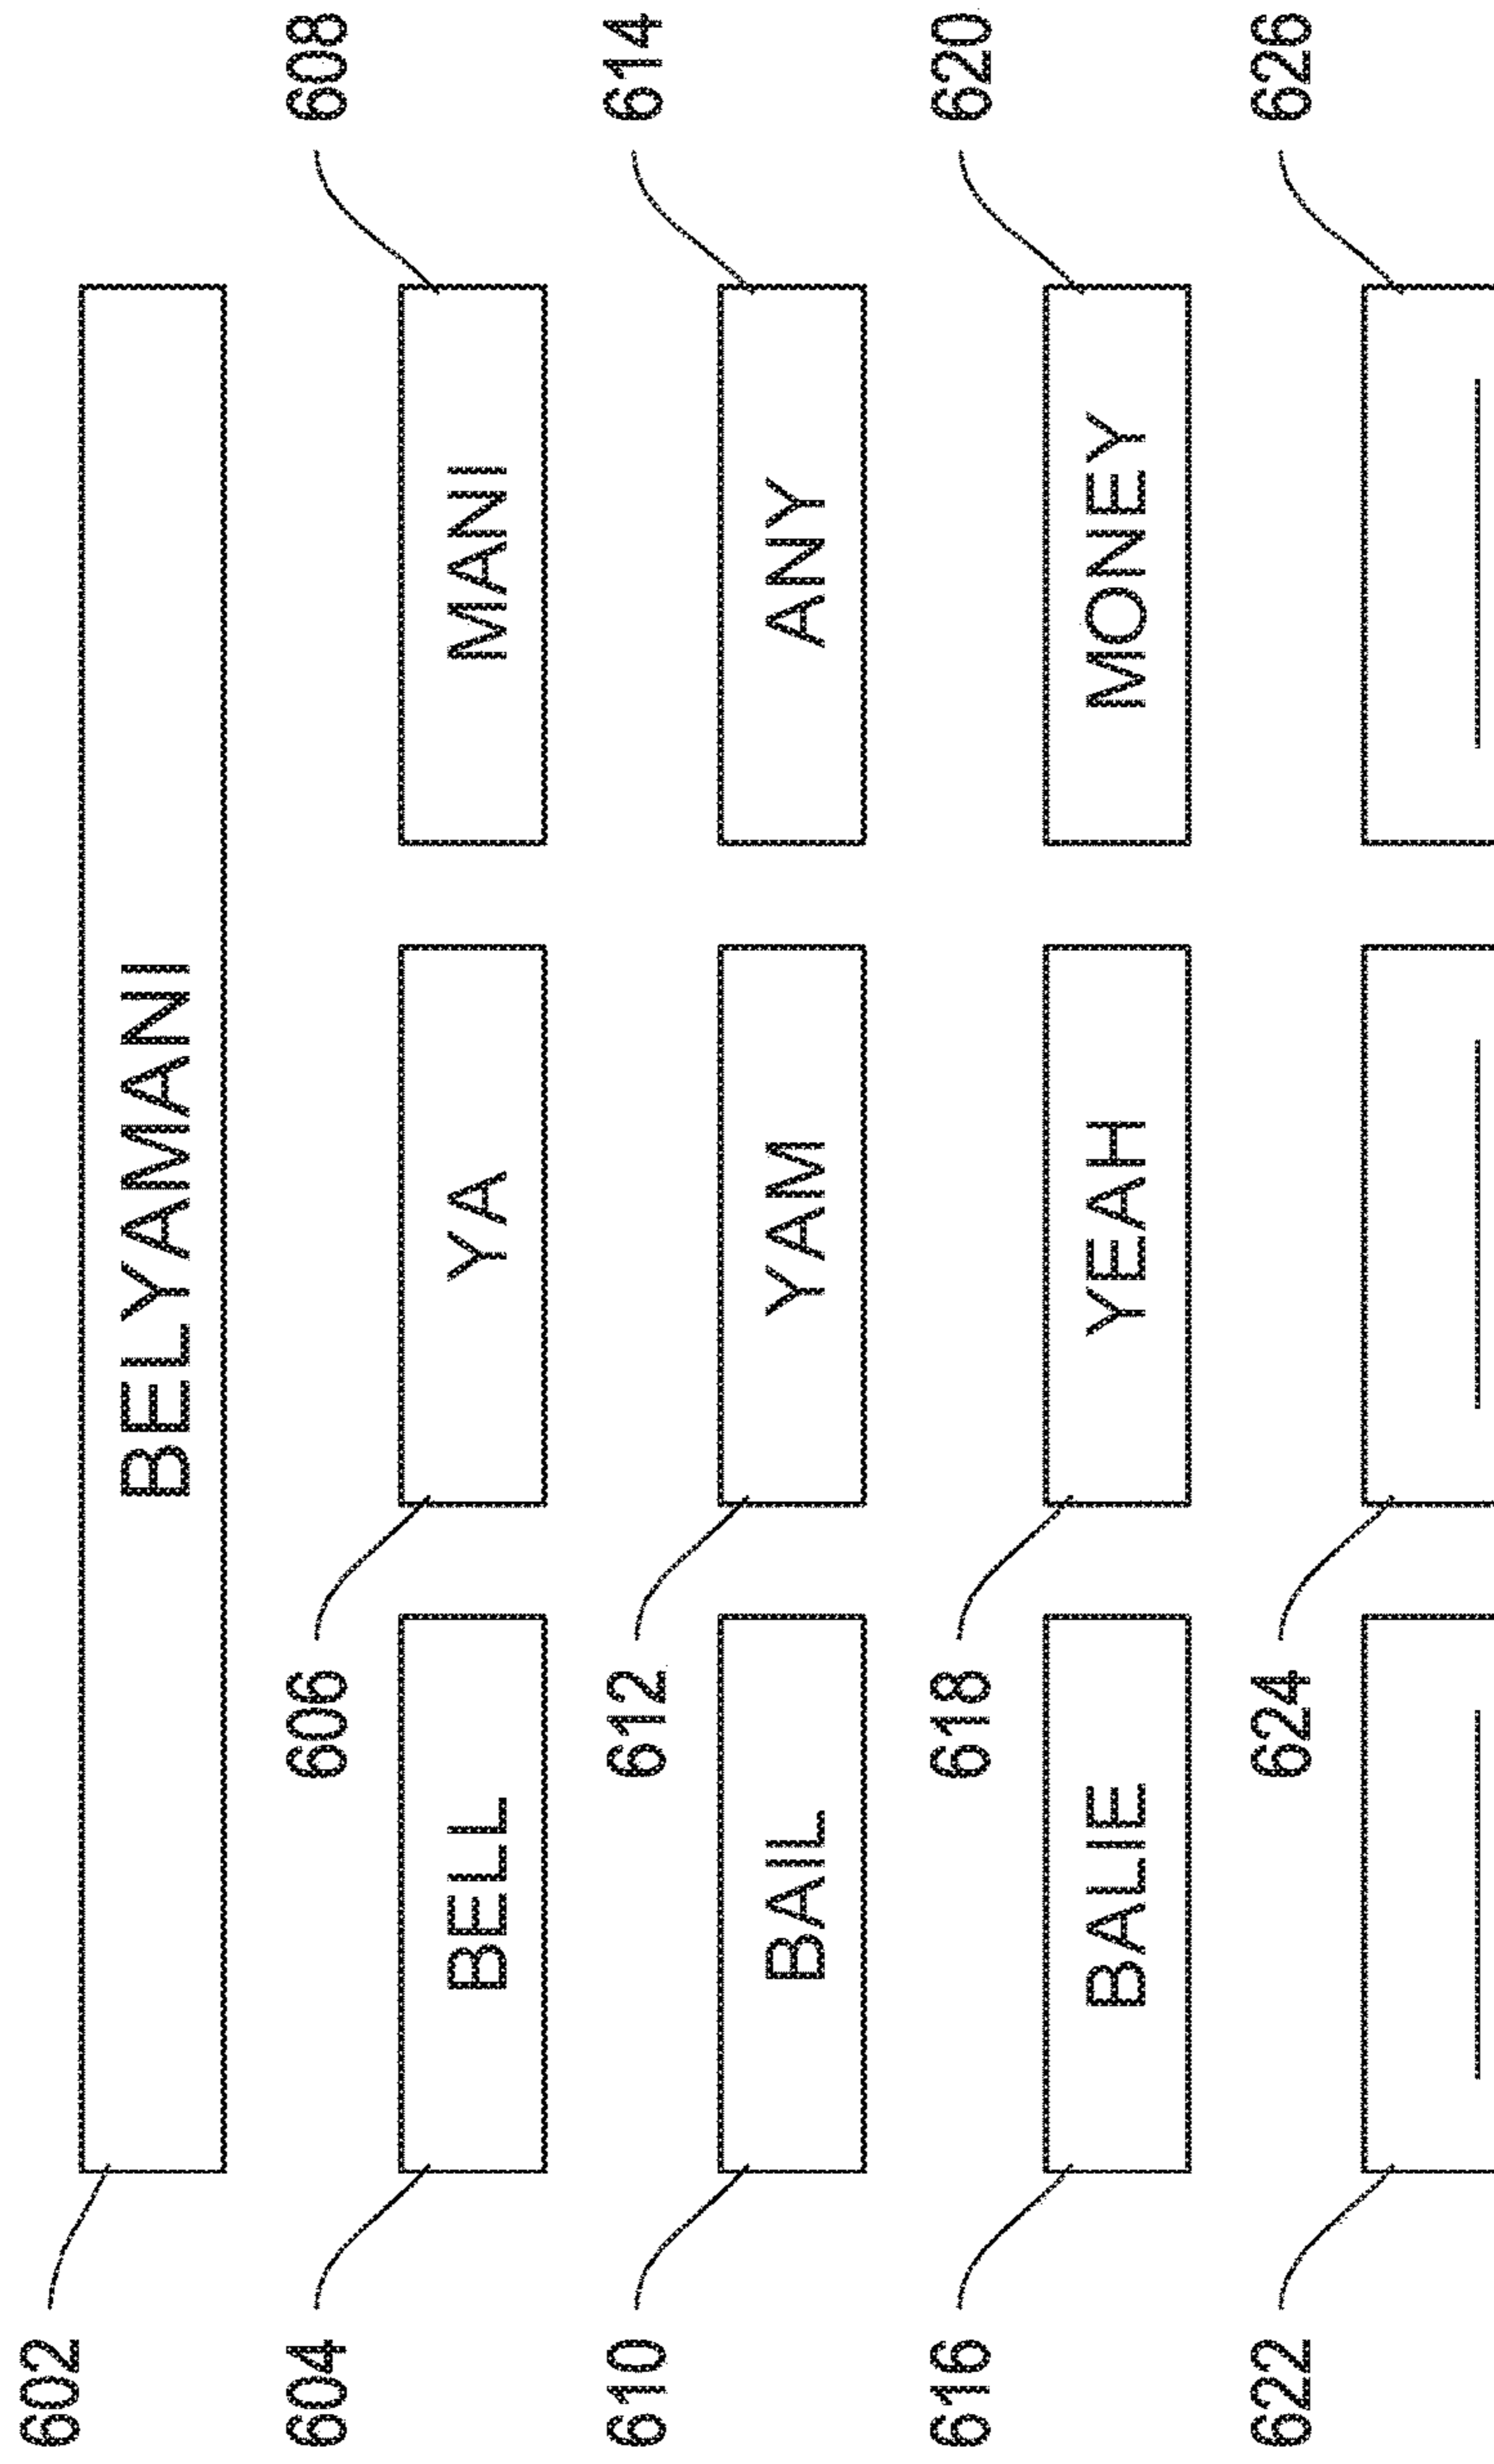 602 BELYAMANI
604 BELL 606 YA 608 MANI
610 BAIL 612 YAM 614 ANY
616 BALIE 618 YEAH 620 MONEY
622 624 626